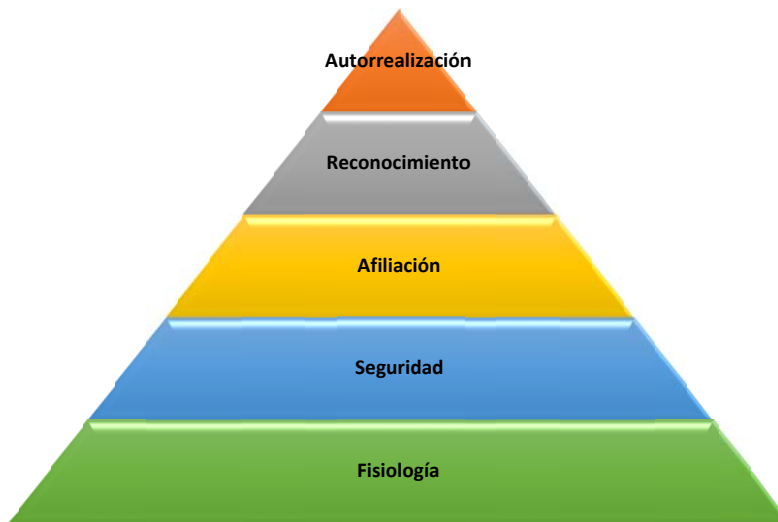 Autorrealización
Reconocimiento
Afiliación
Seguridad
Fisiología